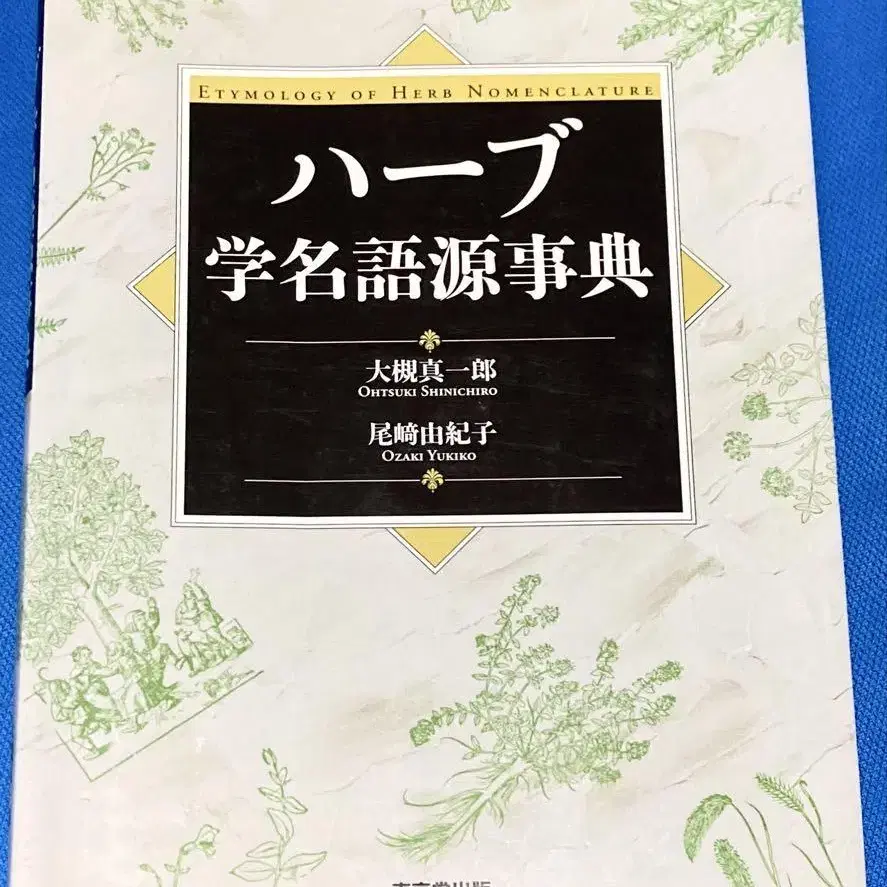 ETYMOLOGY OF HERB NOMENCLATURE
ハーブ
学名語源事典
大槻真一郎
OHTSUKI SHINICHIRO
尾﨑由紀子
OZAKI YUKIKO